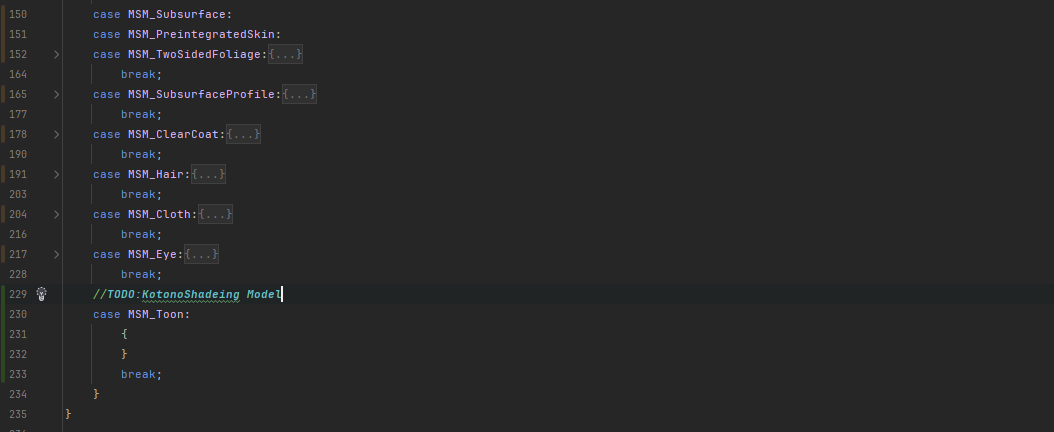 150 case MSM_Subsurface:
151 case MSM_PreintegratedSkin:
152 case MSM_TwoSidedFoliage:{...}
164 break;
165 case MSM_SubsurfaceProfile:{...}
177 break;
178 case MSM_ClearCoat:{...}
190 break;
191 case MSM_Hair:{...}
203 break;
204 case MSM_Cloth:{...}
216 break;
217 case MSM_Eye:{...}
228 break;
229 //TODO:KotonoShadeing Model
230 case MSM_Toon:
231 {
232 }
233 break;
234 }
235 }